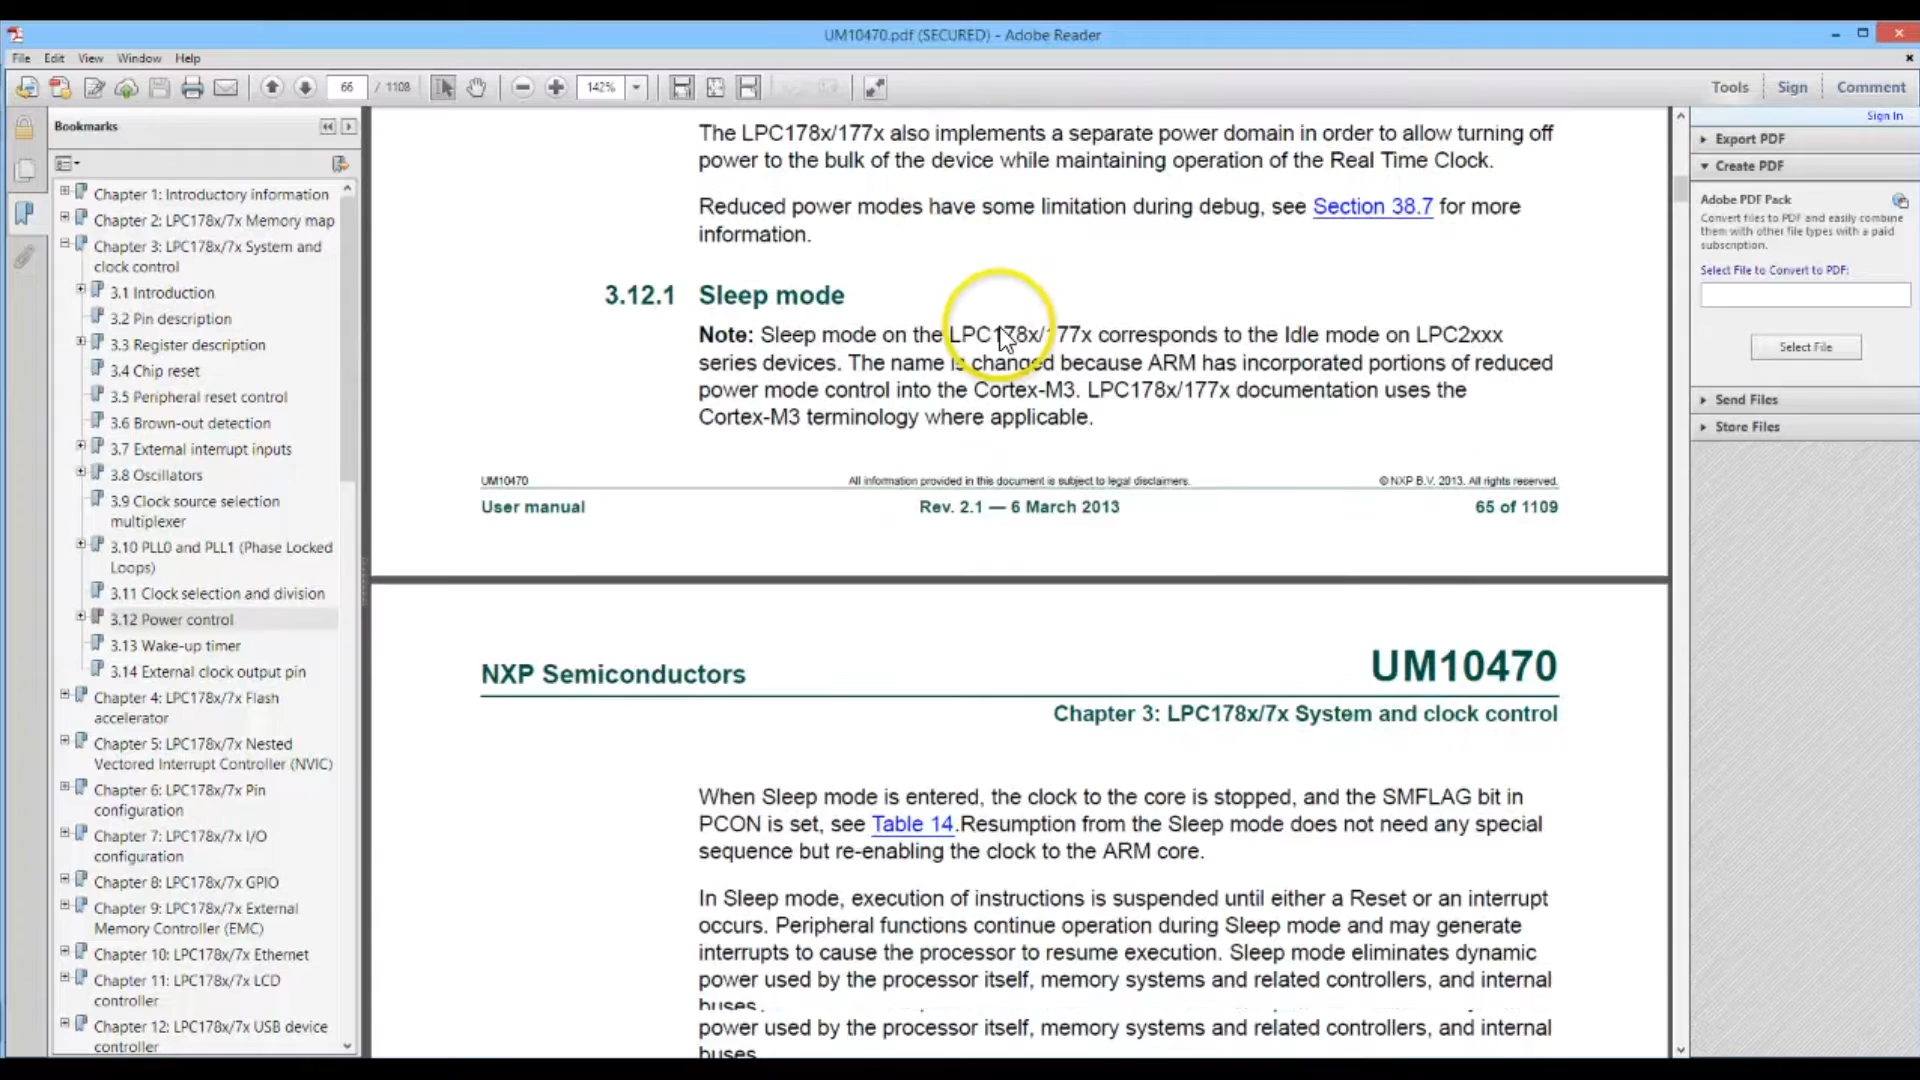 UM10470.pdf (SECURED) - Adobe Reader
File Edit View Window Help
66 / 1108 142% Tools Sign Comment
Bookmarks
Chapter 1: Introductory information
Chapter 2: LPC178x/7x Memory map
Chapter 3: LPC178x/7x System and
clock control
3.1 Introduction
3.2 Pin description
3.3 Register description
3.4 Chip reset
3.5 Peripheral reset control
3.6 Brown-out detection
3.7 External interrupt inputs
3.8 Oscillators
3.9 Clock source selection
multiplexer
3.10 PLL0 and PLL1 (Phase Locked
Loops)
3.11 Clock selection and division
3.12 Power control
3.13 Wake-up timer
3.14 External clock output pin
Chapter 4: LPC178x/7x Flash
accelerator
Chapter 5: LPC178x/7x Nested
Vectored Interrupt Controller (NVIC)
Chapter 6: LPC178x/7x Pin
configuration
Chapter 7: LPC178x/7x I/O
configuration
Chapter 8: LPC178x/7x GPIO
Chapter 9: LPC178x/7x External
Memory Controller (EMC)
Chapter 10: LPC178x/7x Ethernet
Chapter 11: LPC178x/7x LCD
controller
Chapter 12: LPC178x/7x USB device
controller
The LPC178x/177x also implements a separate power domain in order to allow turning off
power to the bulk of the device while maintaining operation of the Real Time Clock.
Reduced power modes have some limitation during debug, see Section 38.7 for more
information.
3.12.1 Sleep mode
Note: Sleep mode on the LPC178x/177x corresponds to the Idle mode on LPC2xxx
series devices. The name is changed because ARM has incorporated portions of reduced
power mode control into the Cortex-M3. LPC178x/177x documentation uses the
Cortex-M3 terminology where applicable.
UM10470 All information provided in this document is subject to legal disclaimers. © NXP B.V. 2013. All rights reserved.
User manual Rev. 2.1 — 6 March 2013 65 of 1109
NXP Semiconductors UM10470
Chapter 3: LPC178x/7x System and clock control
When Sleep mode is entered, the clock to the core is stopped, and the SMFLAG bit in
PCON is set, see Table 14.Resumption from the Sleep mode does not need any special
sequence but re-enabling the clock to the ARM core.
In Sleep mode, execution of instructions is suspended until either a Reset or an interrupt
occurs. Peripheral functions continue operation during Sleep mode and may generate
interrupts to cause the processor to resume execution. Sleep mode eliminates dynamic
power used by the processor itself, memory systems and related controllers, and internal
buses.
power used by the processor itself, memory systems and related controllers, and internal
buses.
Sign In
Export PDF
Create PDF
Adobe PDF Pack
Convert files to PDF and easily combine
them with other file types with a paid
subscription.
Select File to Convert to PDF:
Select File
Send Files
Store Files